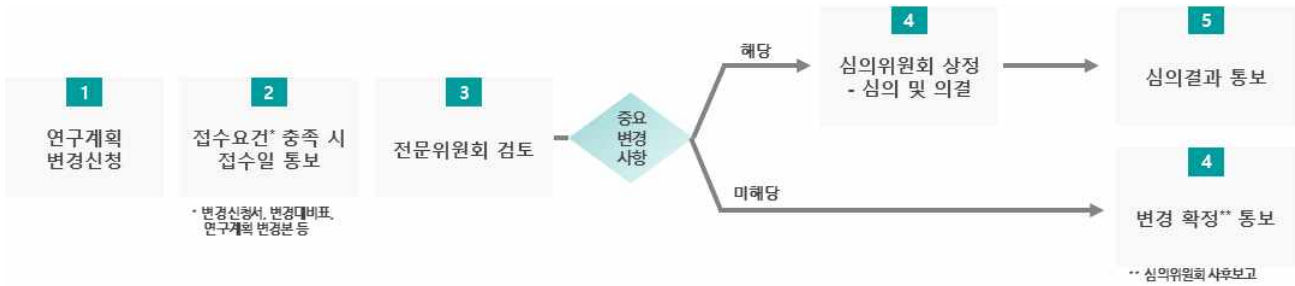 1
연구계획
변경신청
2
접수요건* 충족 시
접수일 통보
* 변경신청서, 변경대비표,
연구계획 변경본 등
3
전문위원회 검토
중요
변경
사항
해당
4
심의위원회 상정
- 심의 및 의결
5
심의결과 통보
미해당
4
변경 확정** 통보
** 심의위원회 사후보고